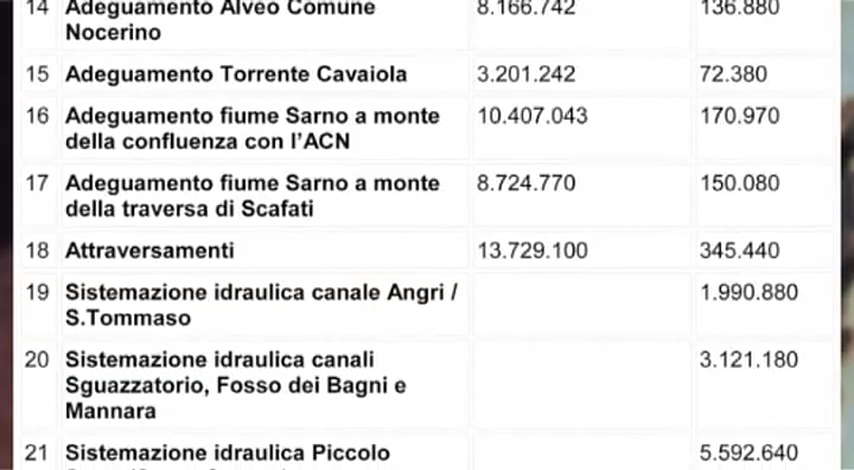 14 Adeguamento Alveo Comune 8.166.742 136.880
Nocerino
15 Adeguamento Torrente Cavaiola 3.201.242 72.380
16 Adeguamento fiume Sarno a monte 10.407.043 170.970
della confluenza con l'ACN
17 Adeguamento fiume Sarno a monte 8.724.770 150.080
della traversa di Scafati
18 Attraversamenti 13.729.100 345.440
19 Sistemazione idraulica canale Angri / 1.990.880
S.Tommaso
20 Sistemazione idraulica canali 3.121.180
Sguazzatorio, Fosso dei Bagni e
Mannara
21 Sistemazione idraulica Piccolo 5.592.640